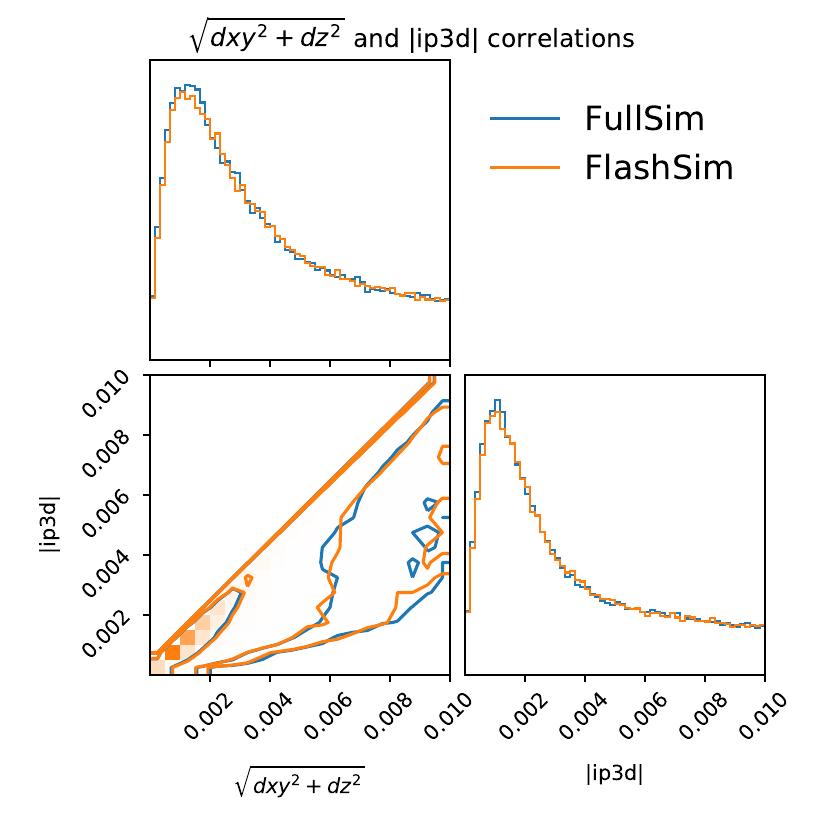 √dxy² + dz² and |ip3d| correlations
FullSim
FlashSim
0.010
0.008
0.006
0.004
0.002
|ip3d|
0.002 0.004 0.006 0.008 0.010
0.002 0.004 0.006 0.008 0.010
√dxy² + dz²
|ip3d|